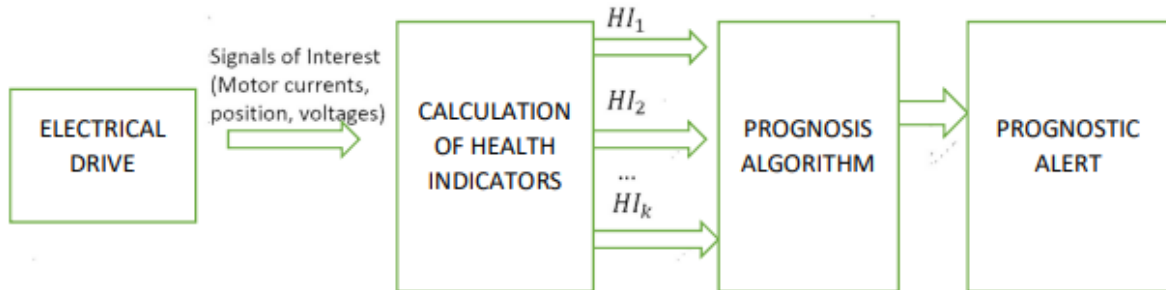 ELECTRICAL
DRIVE
Signals of Interest
(Motor currents,
position, voltages)
CALCULATION
OF HEALTH
INDICATORS
HI₁
HI₂
...
HIₖ
PROGNOSIS
ALGORITHM
PROGNOSTIC
ALERT